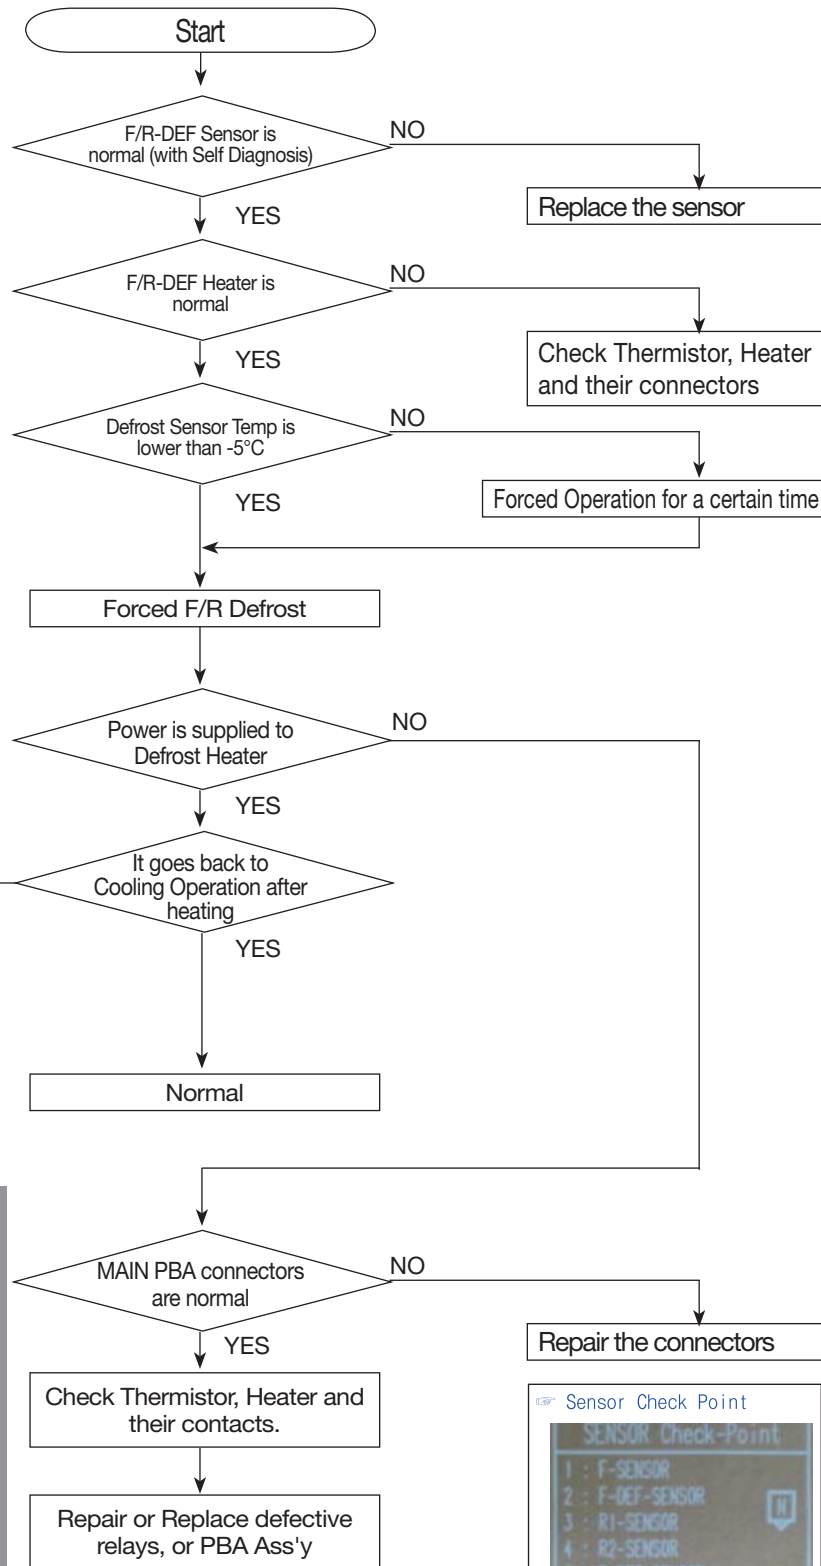 Start
F/R-DEF Sensor is
normal (with Self Diagnosis)
NO
Replace the sensor
YES
F/R-DEF Heater is
normal
NO
Check Thermistor, Heater
and their connectors
YES
Defrost Sensor Temp is
lower than -5°C
NO
Forced Operation for a certain time
YES
Forced F/R Defrost
Power is supplied to
Defrost Heater
NO
YES
It goes back to
Cooling Operation after
heating
YES
Normal
MAIN PBA connectors
are normal
NO
Repair the connectors
YES
Check Thermistor, Heater and
their contacts.
Repair or Replace defective
relays, or PBA Ass'y
☞ Sensor Check Point
SENSOR Check-Point
1 : F-SENSOR
2 : F-DEF-SENSOR
3 : R1-SENSOR
4 : R2-SENSOR
N